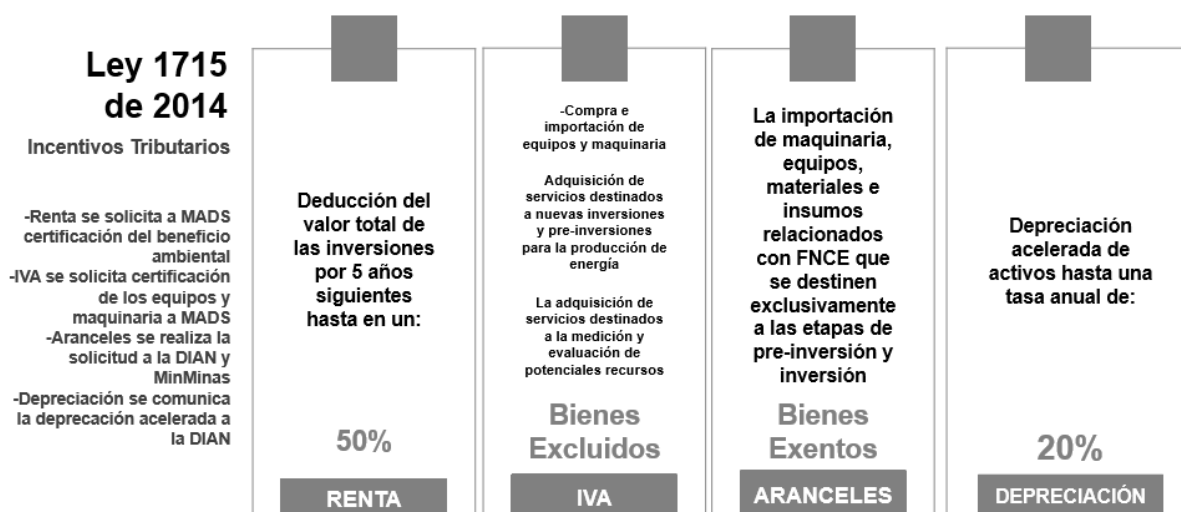 Ley 1715
de 2014
Incentivos Tributarios
-Renta se solicita a MADS
certificación del beneficio
ambiental
-IVA se solicita certificación
de los equipos y
maquinaria a MADS
-Aranceles se realiza la
solicitud a la DIAN y
MinMinas
-Depreciación se comunica
la deprecación acelerada a
la DIAN
Deducción del
valor total de
las inversiones
por 5 años
siguientes
hasta en un:
50%
RENTA
-Compra e
importación de
equipos y maquinaria
Adquisición de
servicios destinados
a nuevas inversiones
y pre-inversiones
para la producción de
energía
La adquisición de
servicios destinados
a la medición y
evaluación de
potenciales recursos
Bienes
Excluidos
IVA
La importación
de maquinaria,
equipos,
materiales e
insumos
relacionados
con FNCE que
se destinen
exclusivamente
a las etapas de
pre-inversión y
inversión
Bienes
Exentos
ARANCELES
Depreciación
acelerada de
activos hasta una
tasa anual de:
20%
DEPRECIACIÓN